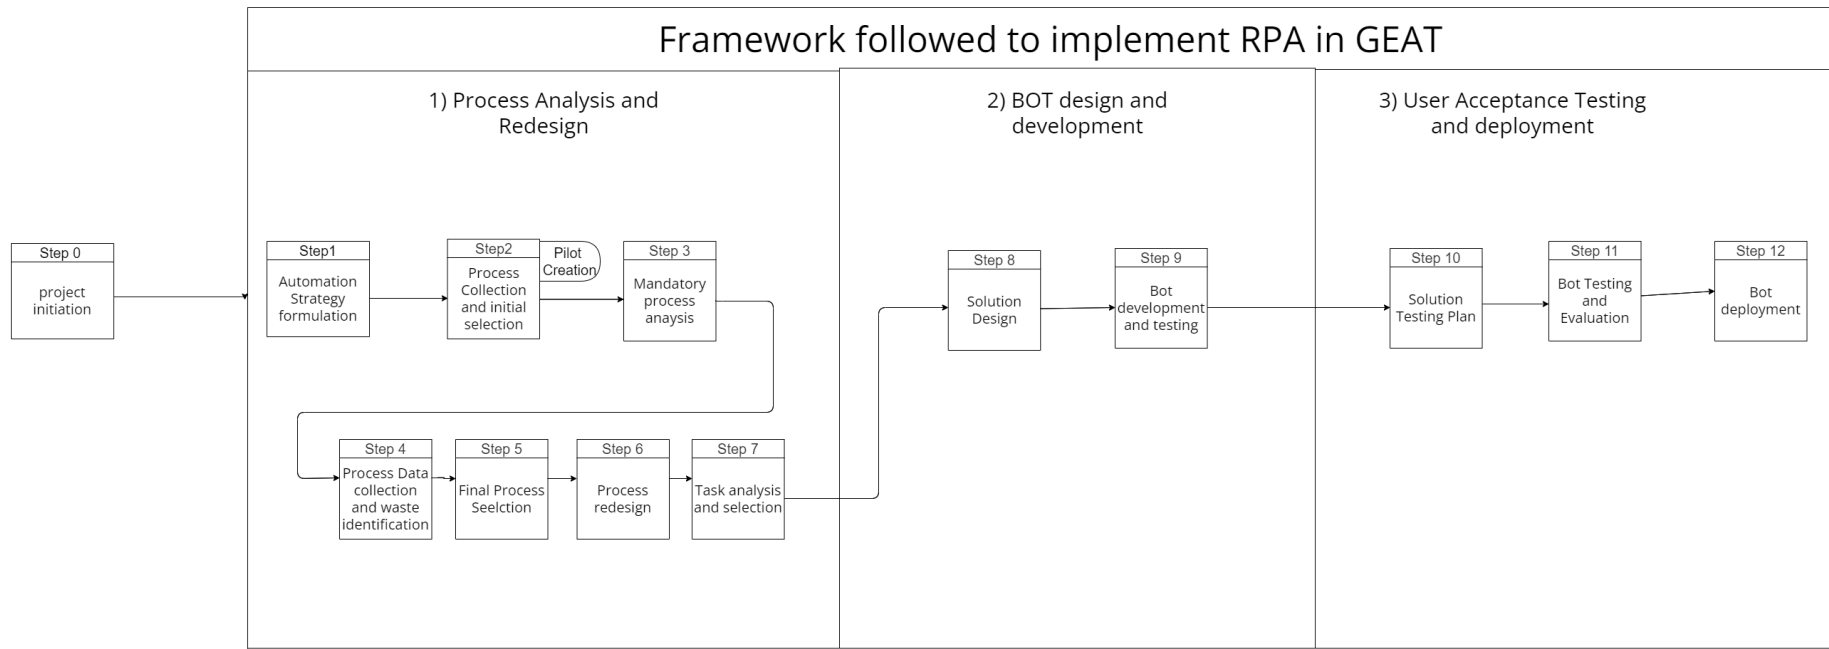 Framework followed to implement RPA in GEAT
1) Process Analysis and
Redesign
2) BOT design and
development
3) User Acceptance Testing
and deployment
Step 0
project
initiation
Step1
Automation
Strategy
formulation
Step2
Process
Collection
and initial
selection
Pilot
Creation
Step 3
Mandatory
process
anaysis
Step 4
Process Data
collection
and waste
identification
Step 5
Final Process
Seelction
Step 6
Process
redesign
Step 7
Task analysis
and selection
Step 8
Solution
Design
Step 9
Bot
development
and testing
Step 10
Solution
Testing Plan
Step 11
Bot Testing
and
Evaluation
Step 12
Bot
deployment